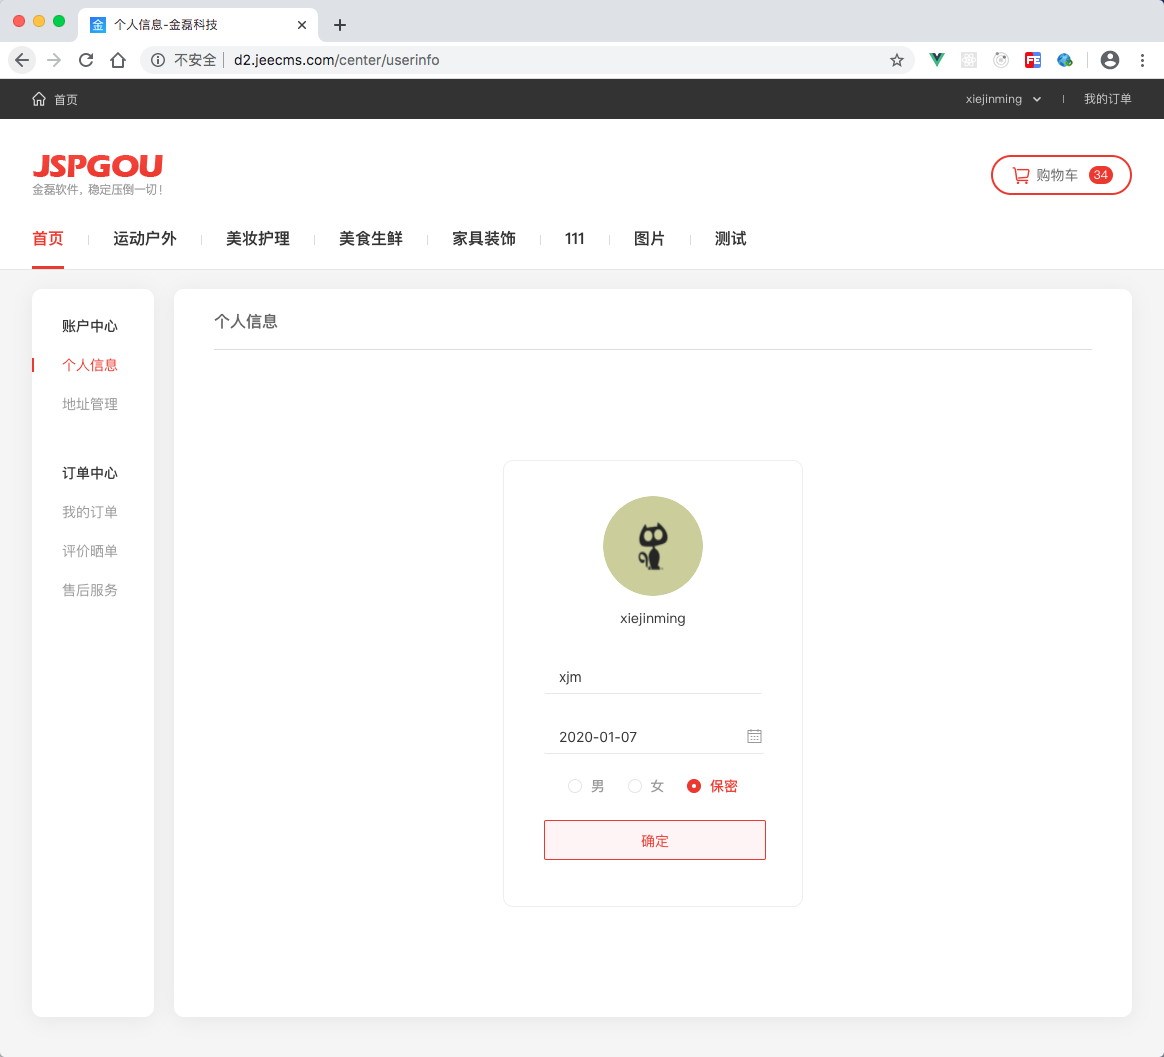 金 个人信息-金磊科技
不安全 d2.jeecms.com/center/userinfo
FE
首页 xiejinming 我的订单
JSPGOU
金磊软件，稳定压倒一切！
购物车 34
首页 运动户外 美妆护理 美食生鲜 家具装饰 111 图片 测试
账户中心
个人信息
地址管理
订单中心
我的订单
评价晒单
售后服务
个人信息
xiejinming
xjm
2020-01-07
男 女 保密
确定